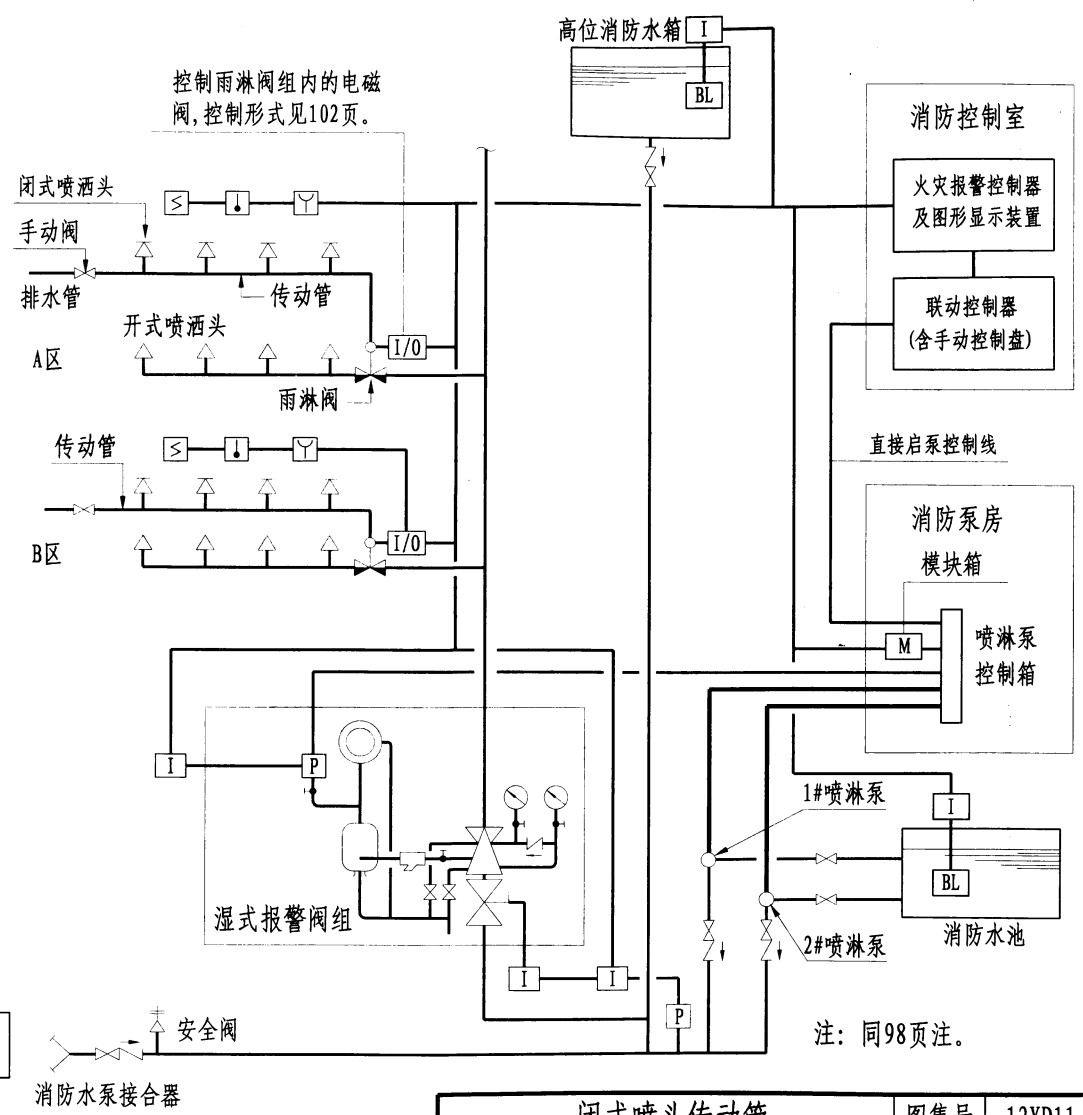 高位消防水箱
I
BL
控制雨淋阀组内的电磁
阀,控制形式见102页。
消防控制室
火灾报警控制器
及图形显示装置
联动控制器
(含手动控制盘)
闭式喷洒头
手动阀
排水管
传动管
开式喷洒头
I/O
A区
雨淋阀
传动管
I/O
B区
直接启泵控制线
消防泵房
模块箱
M
喷淋泵
控制箱
I
P
1#喷淋泵
I
BL
消防水池
2#喷淋泵
湿式报警阀组
I
I
P
安全阀
消防水泵接合器
注: 同98页注。
图集号